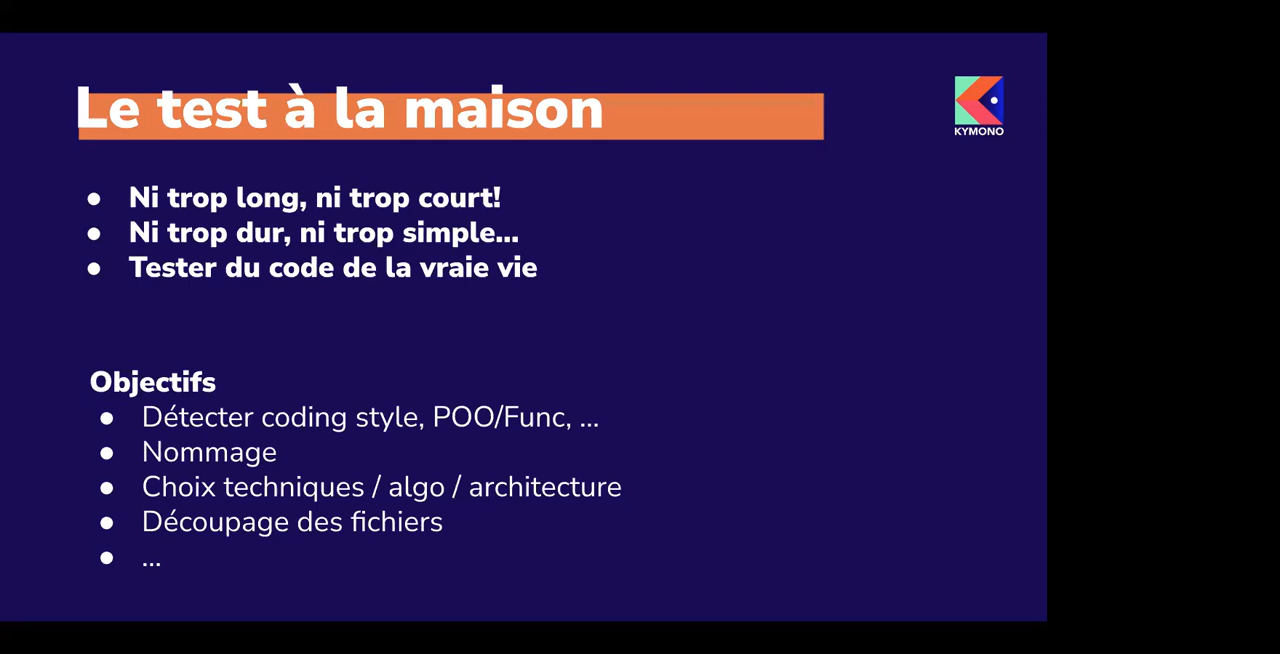 Le test à la maison
KYMONO
● Ni trop long, ni trop court!
● Ni trop dur, ni trop simple...
● Tester du code de la vraie vie
Objectifs
● Détecter coding style, POO/Func, ...
● Nommage
● Choix techniques / algo / architecture
● Découpage des fichiers
● ...